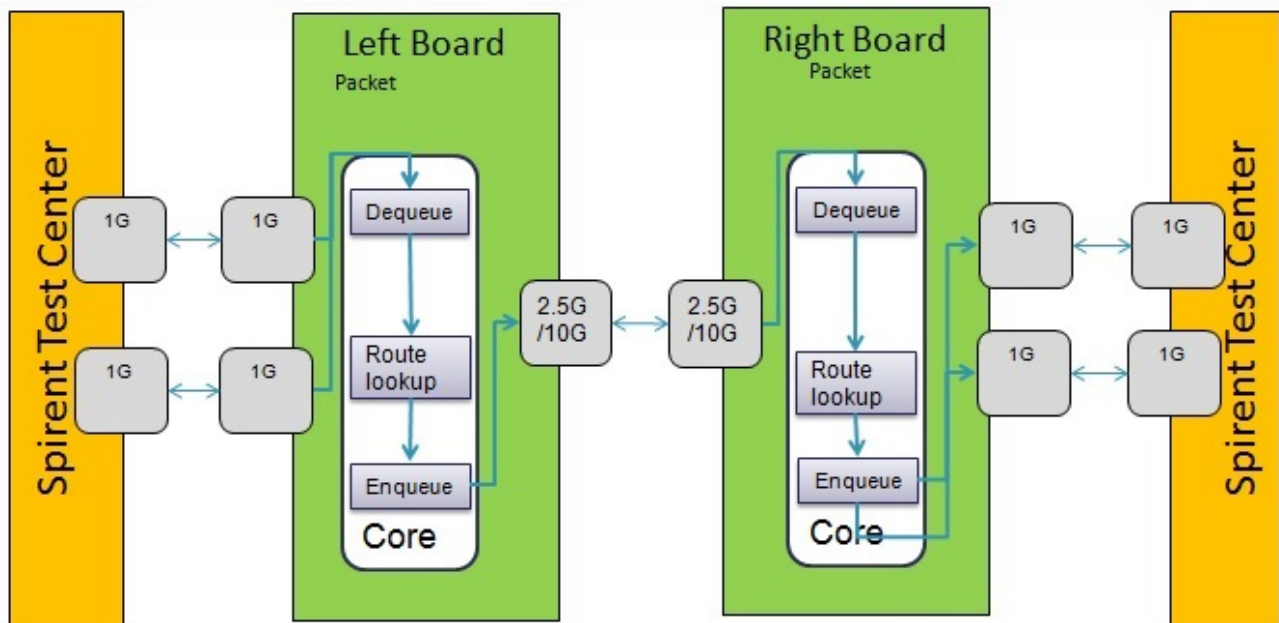 Spirent Test Center
1G
1G
1G
1G
Left Board
Packet
Dequeue
Route
lookup
Enqueue
Core
2.5G
/10G
2.5G
/10G
Right Board
Packet
Dequeue
Route
lookup
Enqueue
Core
1G
1G
1G
1G
Spirent Test Center